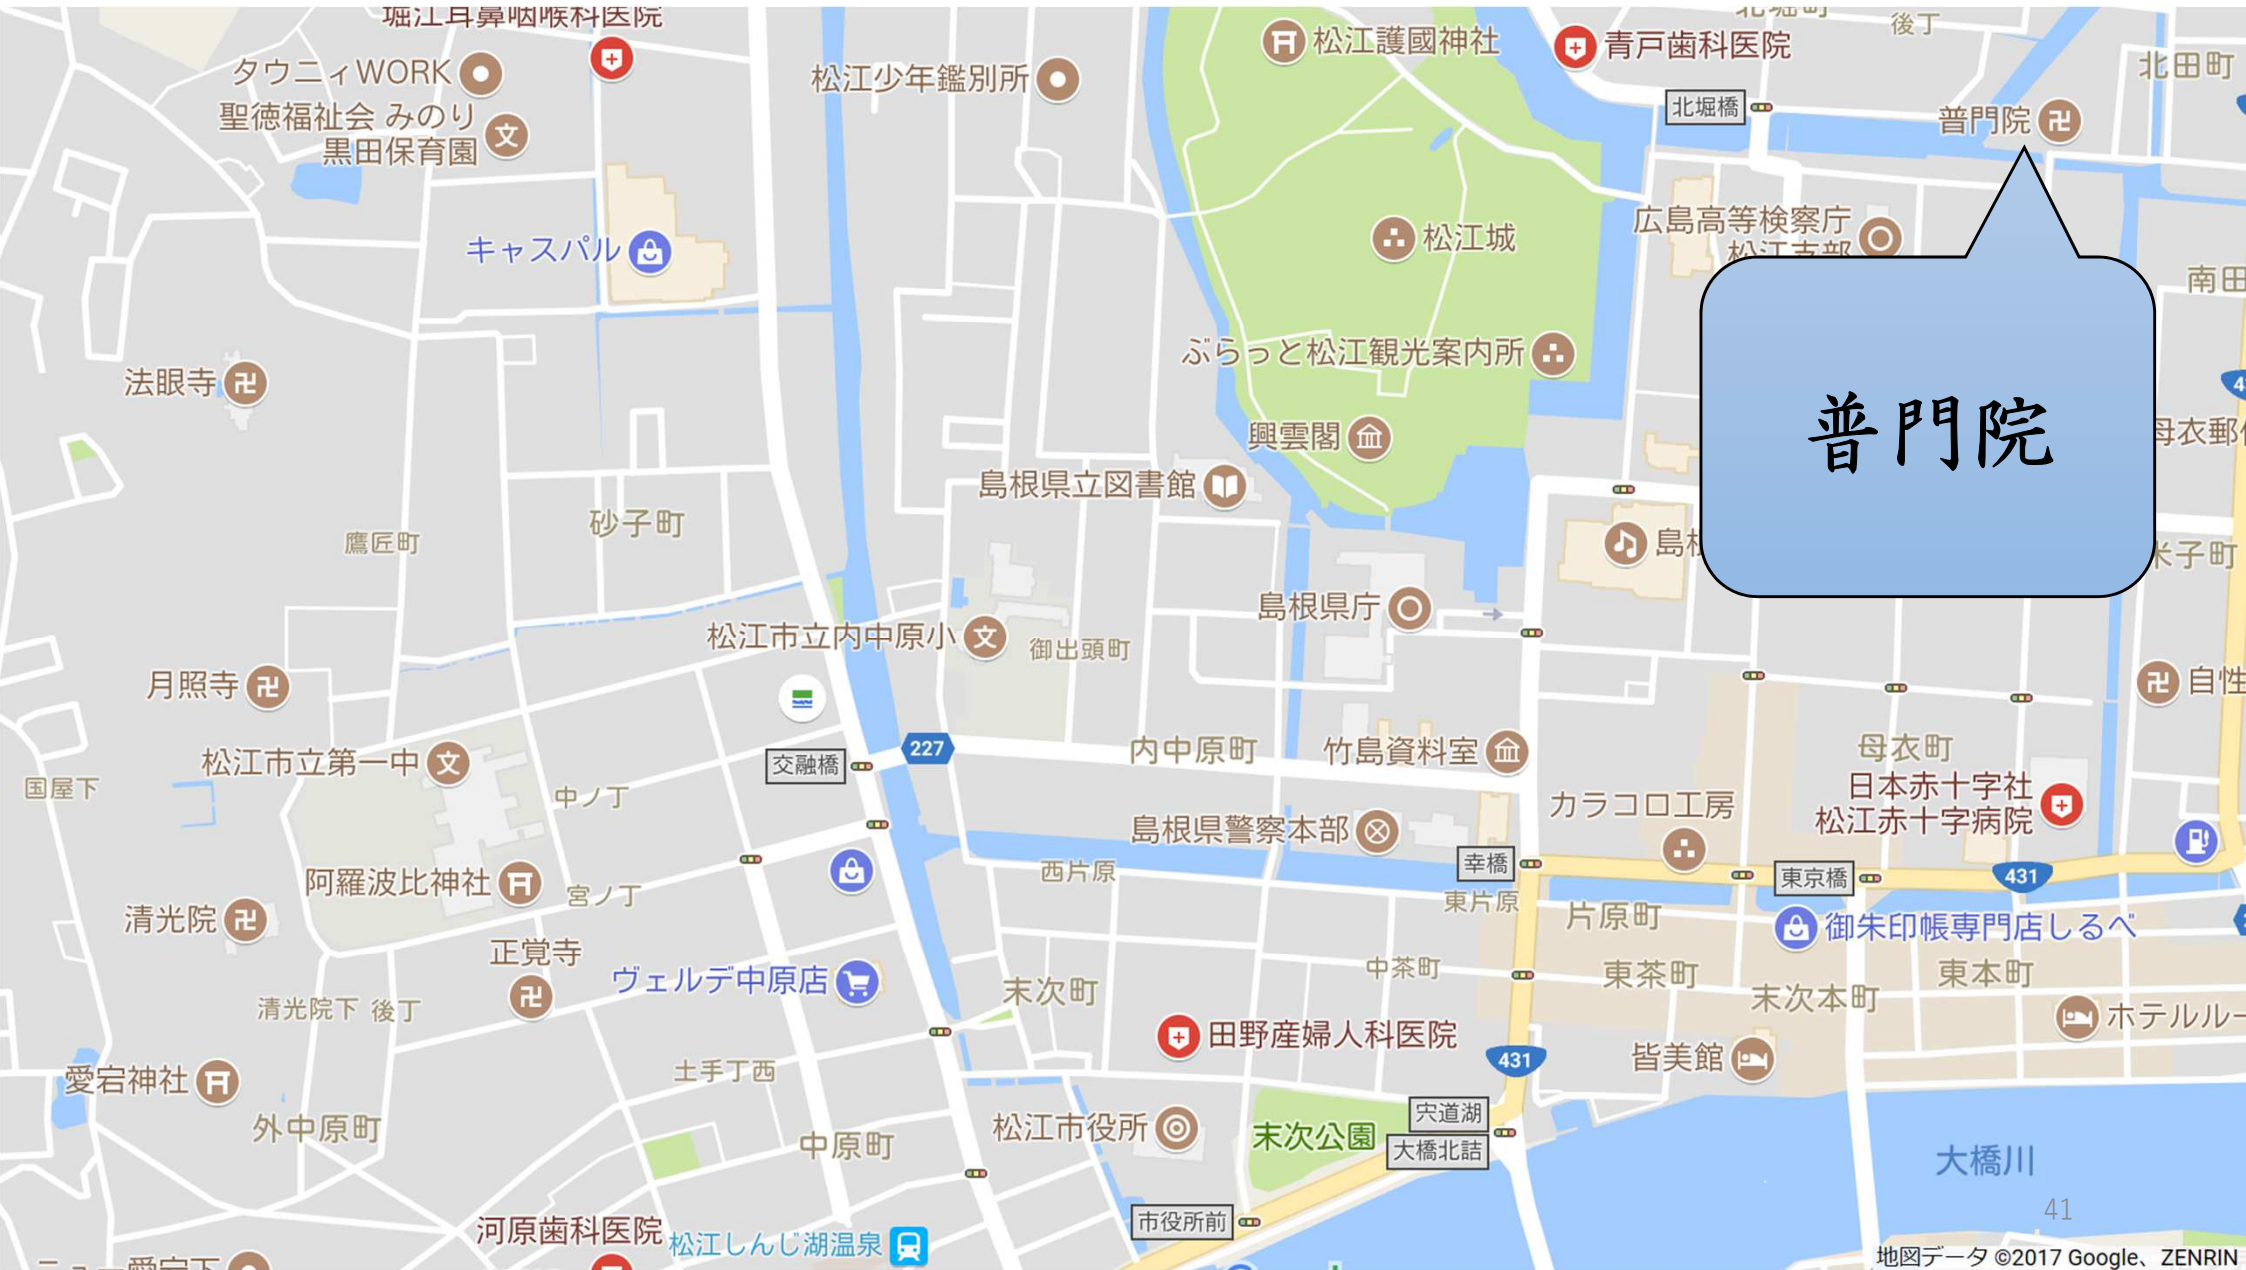 堀江耳鼻咽喉科医院
タウニィWORK
聖徳福祉会 みのり
黒田保育園
松江少年鑑別所
松江護國神社
青戸歯科医院
北堀町
後丁
北田町
北堀橋
普門院
キャスパル
松江城
広島高等検察庁
松江支部
南田
ぶらっと松江観光案内所
法眼寺
興雲閣
普門院
母衣郵
島根県立図書館
砂子町
鷹匠町
島根
米子町
島根県庁
松江市立内中原小
御出頭町
月照寺
自性
松江市立第一中
交融橋
227
内中原町
竹島資料室
母衣町
国屋下
中ノ丁
日本赤十字社
松江赤十字病院
カラコロ工房
島根県警察本部
西片原
幸橋
東京橋
431
阿羅波比神社
宮ノ丁
清光院
東片原
片原町
御朱印帳専門店しるべ
正覚寺
ヴェルデ中原店
末次町
中茶町
東茶町
末次本町
東本町
清光院下
後丁
ホテルルー
田野産婦人科医院
431
皆美館
愛宕神社
土手丁西
外中原町
中原町
松江市役所
末次公園
宍道湖
大橋北詰
大橋川
41
市役所前
河原歯科医院
松江しんじ湖温泉
地図データ ©2017 Google、ZENRIN